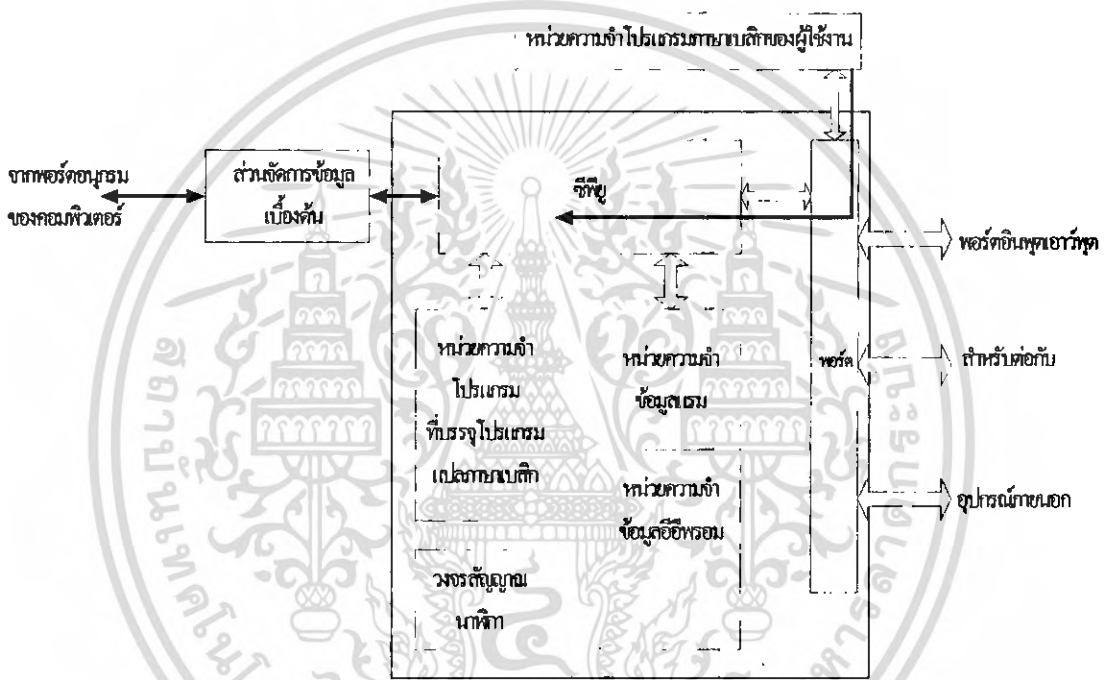 หน่วยความจำโปรแกรมภาษาเบสิกของผู้ใช้งาน
จากพอร์ตอนุกรม
ของคอมพิวเตอร์
ส่วนจัดการข้อมูล
เบื้องต้น
ซีพียู
พอร์ตอินพุตเอาต์พุต
หน่วยความจำ
โปรแกรม
ที่บรรจุโปรแกรม
แปลภาษาเบสิก
หน่วยความจำ
ข้อมูลแรม
พอร์ต
สำหรับต่อกับ
หน่วยความจำ
ข้อมูลอีอีพรอม
อุปกรณ์ภายนอก
วงจรสัญญาณ
นาฬิกา